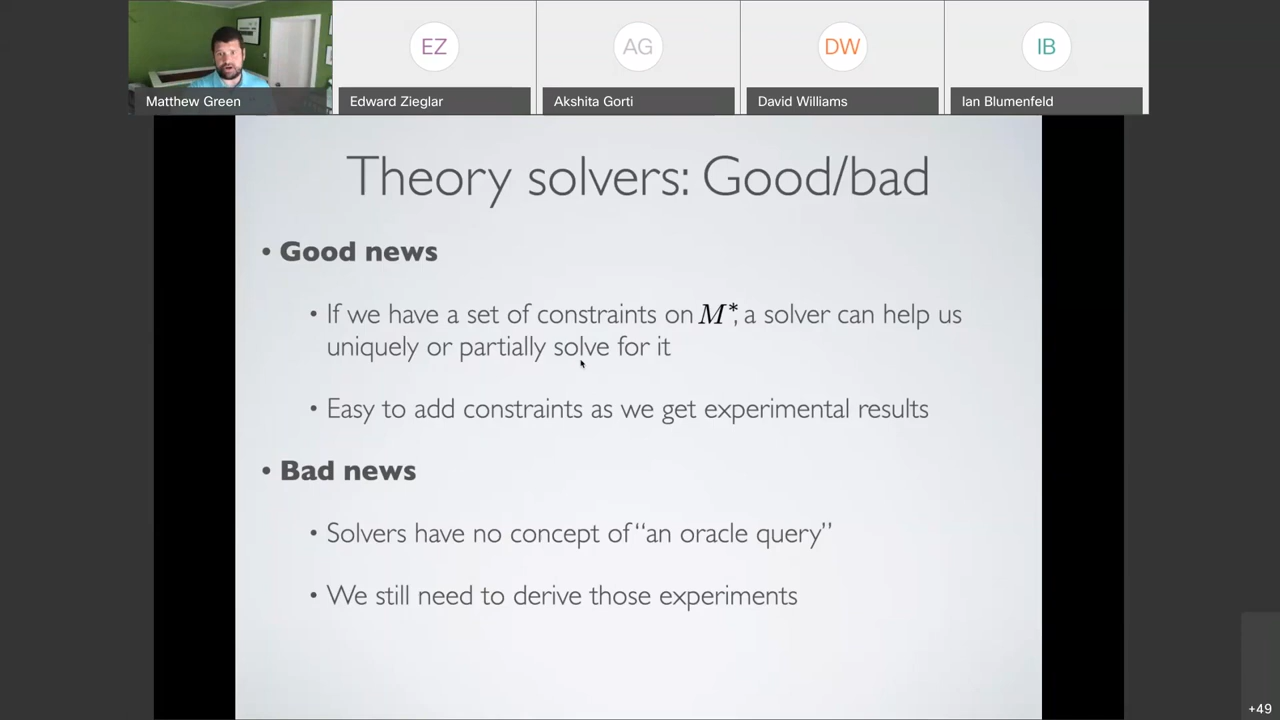 EZ
AG
DW
IB
Matthew Green
Edward Zieglar
Akshita Gorti
David Williams
Ian Blumenfeld
Theory solvers: Good/bad
• Good news
• If we have a set of constraints on M*, a solver can help us
uniquely or partially solve for it
• Easy to add constraints as we get experimental results
• Bad news
• Solvers have no concept of “an oracle query”
• We still need to derive those experiments
+49